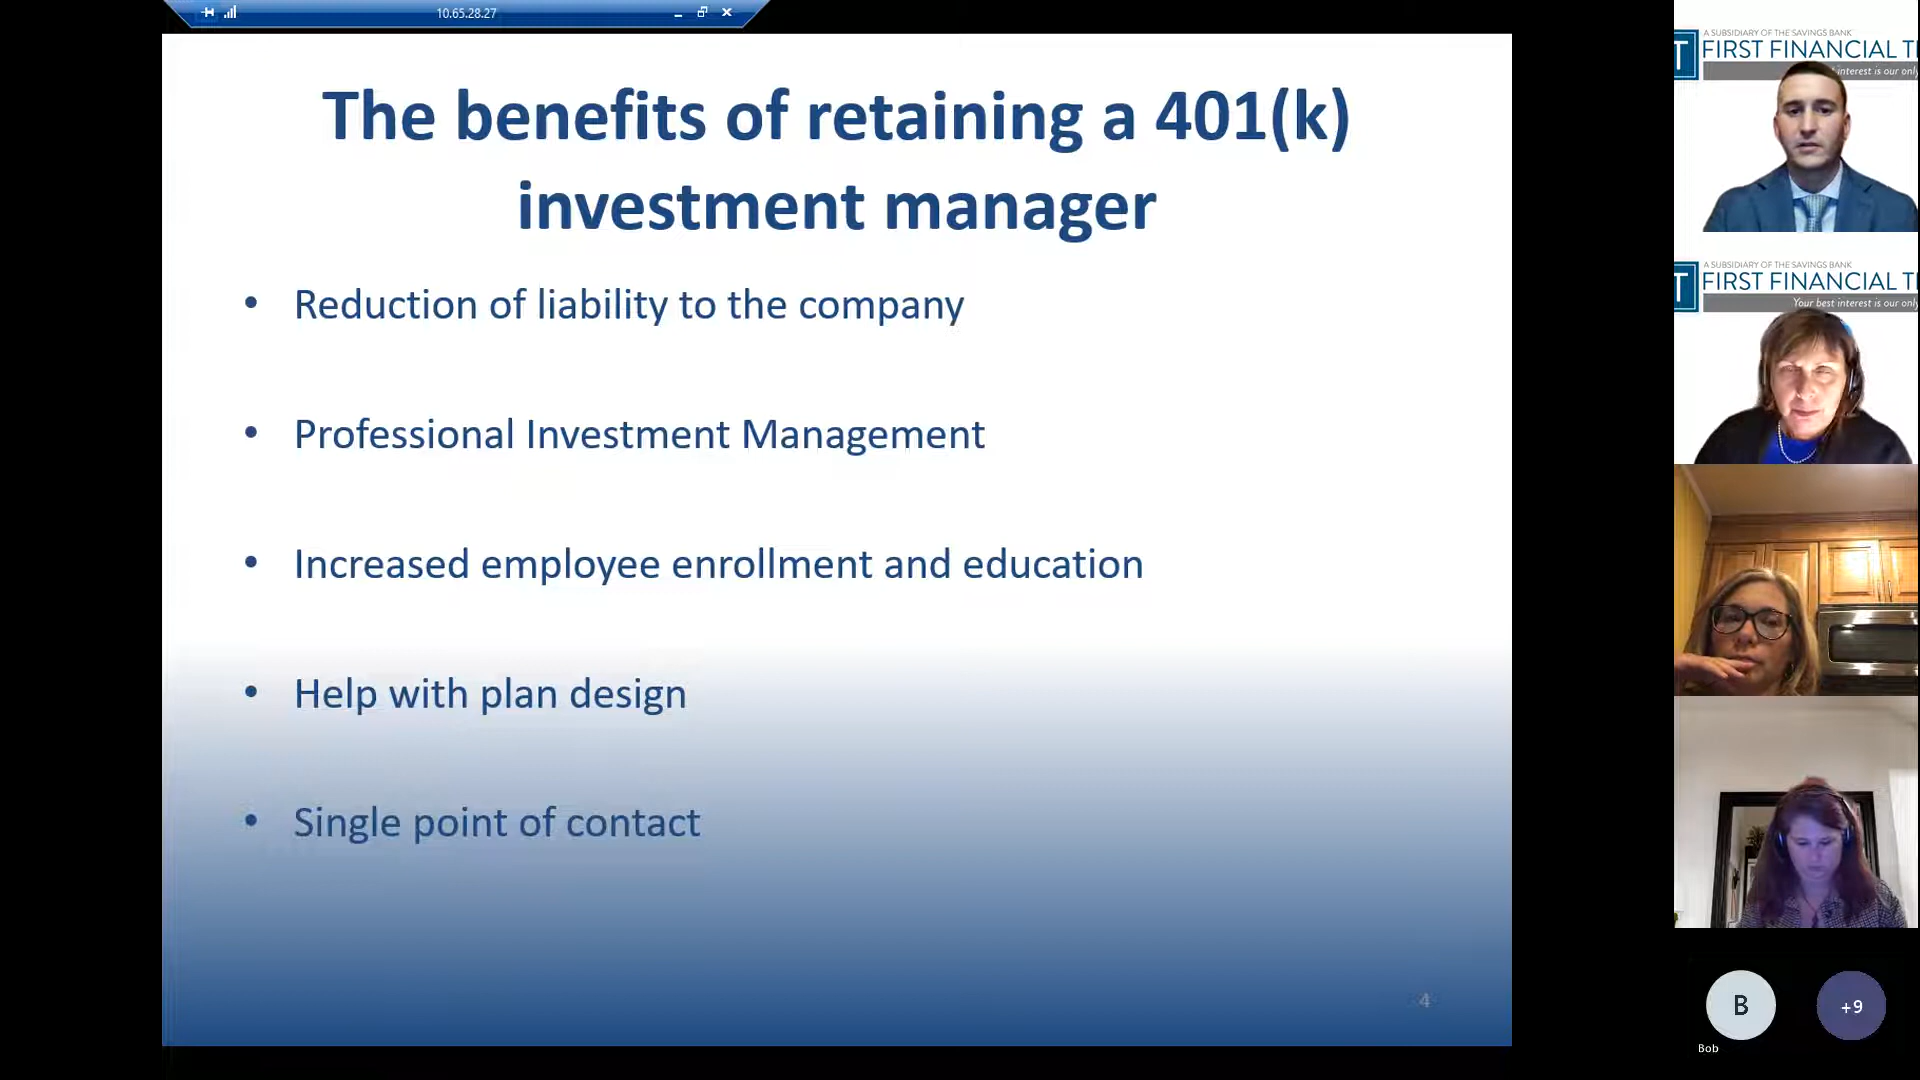 10.65.28.27
The benefits of retaining a 401(k)
investment manager
• Reduction of liability to the company
• Professional Investment Management
• Increased employee enrollment and education
• Help with plan design
• Single point of contact
4
A SUBSIDIARY OF THE SAVINGS BANK
T FIRST FINANCIAL T
interest is our only
A SUBSIDIARY OF THE SAVINGS BANK
T FIRST FINANCIAL T
Your best interest is our only
B
+9
Bob